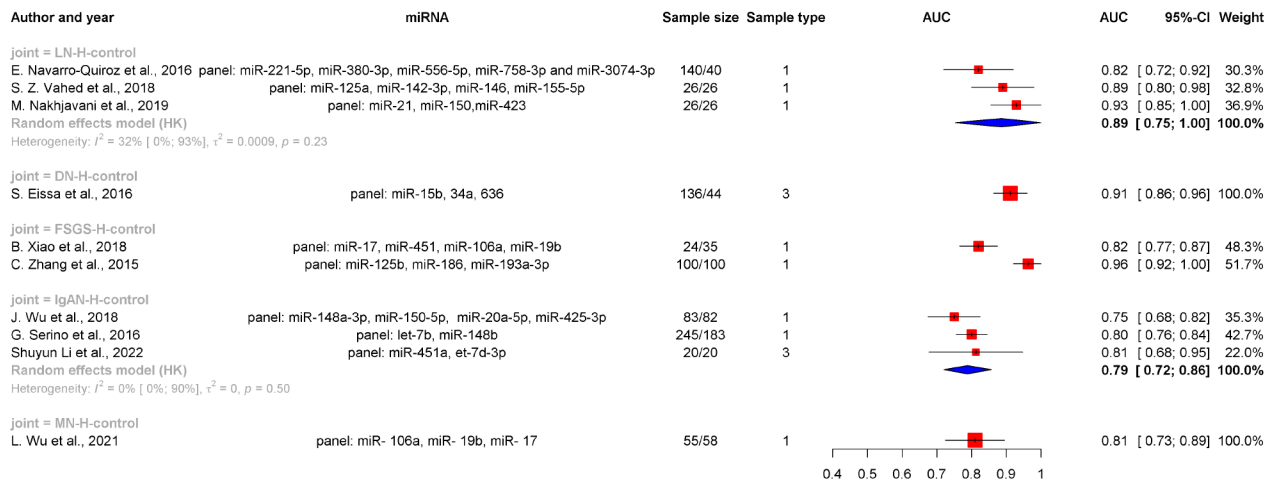 Author and year miRNA Sample size Sample type AUC AUC 95%-CI Weight
joint = LN-H-control
E. Navarro-Quiroz et al., 2016 panel: miR-221-5p, miR-380-3p, miR-556-5p, miR-758-3p and miR-3074-3p 140/40 1 0.82 [ 0.72; 0.92] 30.3%
S. Z. Vahed et al., 2018 panel: miR-125a, miR-142-3p, miR-146, miR-155-5p 26/26 1 0.89 [ 0.80; 0.98] 32.8%
M. Nakhjavani et al., 2019 panel: miR-21, miR-150,miR-423 26/26 1 0.93 [ 0.85; 1.00] 36.9%
Random effects model (HK) 0.89 [ 0.75; 1.00] 100.0%
Heterogeneity: I² = 32% [ 0%; 93%], τ² = 0.0009, p = 0.23
joint = DN-H-control
S. Eissa et al., 2016 panel: miR-15b, 34a, 636 136/44 3 0.91 [ 0.86; 0.96] 100.0%
joint = FSGS-H-control
B. Xiao et al., 2018 panel: miR-17, miR-451, miR-106a, miR-19b 24/35 1 0.82 [ 0.77; 0.87] 48.3%
C. Zhang et al., 2015 panel: miR-125b, miR-186, miR-193a-3p 100/100 1 0.96 [ 0.92; 1.00] 51.7%
joint = IgAN-H-control
J. Wu et al., 2018 panel: miR-148a-3p, miR-150-5p, miR-20a-5p, miR-425-3p 83/82 1 0.75 [ 0.68; 0.82] 35.3%
G. Serino et al., 2016 panel: let-7b, miR-148b 245/183 1 0.80 [ 0.76; 0.84] 42.7%
Shuyun Li et al., 2022 panel: miR-451a, et-7d-3p 20/20 3 0.81 [ 0.68; 0.95] 22.0%
Random effects model (HK) 0.79 [ 0.72; 0.86] 100.0%
Heterogeneity: I² = 0% [ 0%; 90%], τ² = 0, p = 0.50
joint = MN-H-control
L. Wu et al., 2021 panel: miR- 106a, miR- 19b, miR- 17 55/58 1 0.81 [ 0.73; 0.89] 100.0%
0.4 0.5 0.6 0.7 0.8 0.9 1